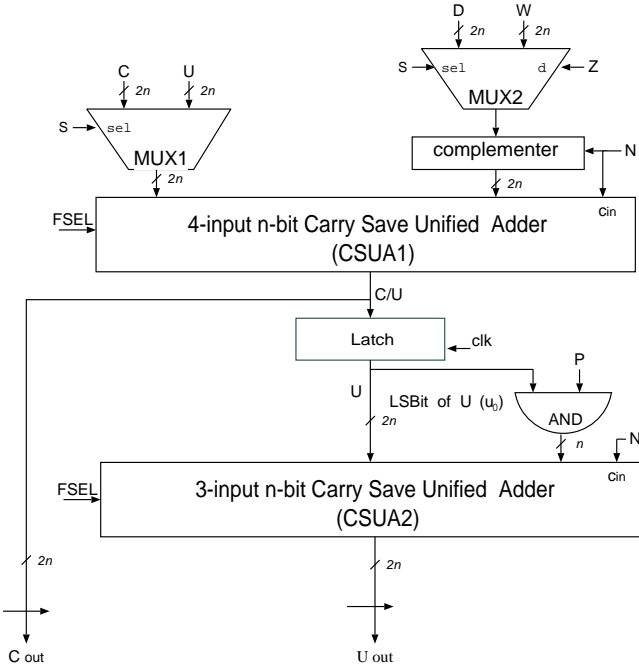 D W
2n 2n
C U
2n 2n
S sel d Z
MUX2
S sel
MUX1
complementer N
2n 2n
cin
FSEL
4-input n-bit Carry Save Unified Adder
(CSUA1)
C/U
Latch
clk
P
U
LSBit of U (u0)
AND
2n n
N
cin
FSEL
3-input n-bit Carry Save Unified Adder
(CSUA2)
2n 2n
C out U out